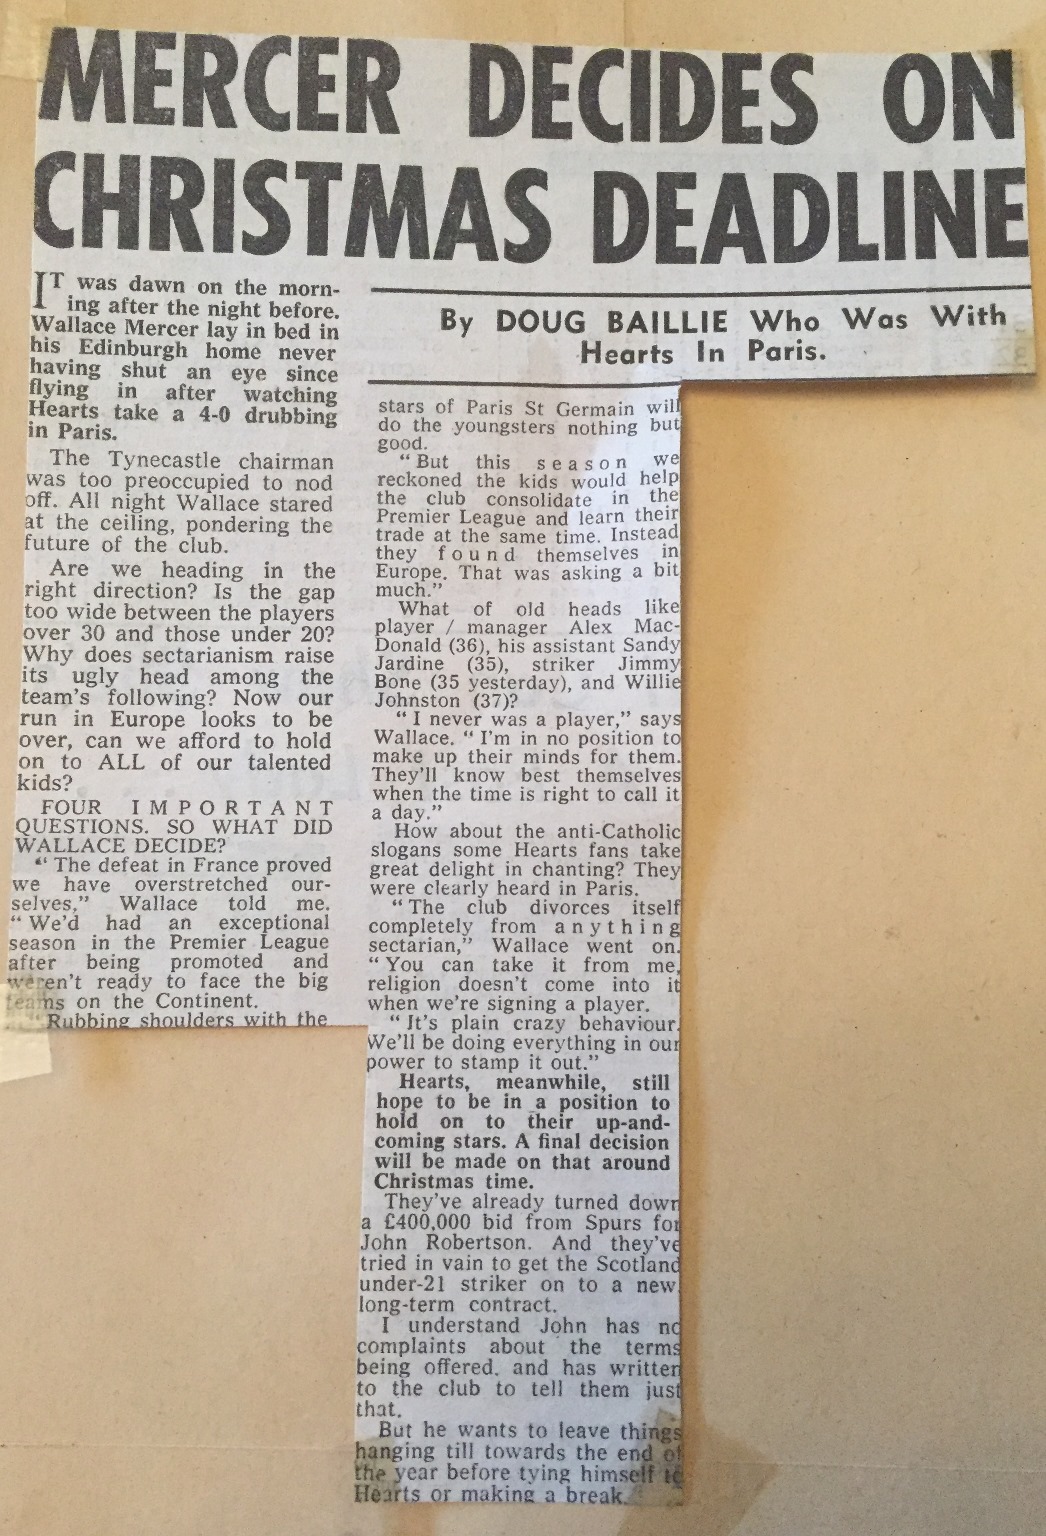 MERCER DECIDES ON
CHRISTMAS DEADLINE
By DOUG BAILLIE Who Was With
Hearts In Paris.
IT was dawn on the morn-
ing after the night before.
Wallace Mercer lay in bed in
his Edinburgh home never
having shut an eye since
flying in after watching
Hearts take a 4-0 drubbing
in Paris.
The Tynecastle chairman
was too preoccupied to nod
off. All night Wallace stared
at the ceiling, pondering the
future of the club.
Are we heading in the
right direction? Is the gap
too wide between the players
over 30 and those under 20?
Why does sectarianism raise
its ugly head among the
team's following? Now our
run in Europe looks to be
over, can we afford to hold
on to ALL of our talented
kids?
FOUR IMPORTANT
QUESTIONS. SO WHAT DID
WALLACE DECIDE?
"The defeat in France proved
we have overstretched our-
selves," Wallace told me.
"We'd had an exceptional
season in the Premier League
after being promoted and
weren't ready to face the big
teams on the Continent.
"Rubbing shoulders with the
stars of Paris St Germain will
do the youngsters nothing but
good.
"But this season we
reckoned the kids would help
the club consolidate in the
Premier League and learn their
trade at the same time. Instead
they found themselves in
Europe. That was asking a bit
much."
What of old heads like
player / manager Alex Mac-
Donald (36), his assistant Sandy
Jardine (35), striker Jimmy
Bone (35 yesterday), and Willie
Johnston (37)?
"I never was a player," says
Wallace. "I'm in no position to
make up their minds for them.
They'll know best themselves
when the time is right to call it
a day."
How about the anti-Catholic
slogans some Hearts fans take
great delight in chanting? They
were clearly heard in Paris.
"The club divorces itself
completely from anything
sectarian," Wallace went on.
"You can take it from me,
religion doesn't come into it
when we're signing a player.
"It's plain crazy behaviour.
We'll be doing everything in our
power to stamp it out."
Hearts, meanwhile, still
hope to be in a position to
hold on to their up-and-
coming stars. A final decision
will be made on that around
Christmas time.
They've already turned down
a £400,000 bid from Spurs for
John Robertson. And they've
tried in vain to get the Scotland
under-21 striker on to a new
long-term contract.
I understand John has no
complaints about the terms
being offered, and has written
to the club to tell them just
that.
But he wants to leave things
hanging till towards the end of
the year before tying himself to
Hearts or making a break.